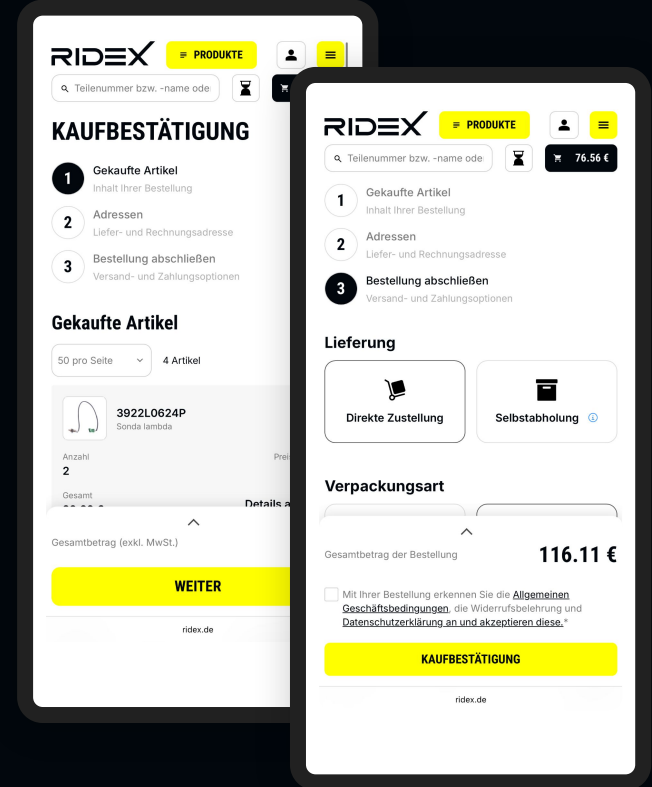 RIDEX
PRODUKTE
Teilenummer bzw. -name ode
KAUFBESTÄTIGUNG
1
Gekaufte Artikel
Inhalt Ihrer Bestellung
2
Adressen
Liefer- und Rechnungsadresse
3
Bestellung abschließen
Versand- und Zahlungsoptionen
Gekaufte Artikel
50 pro Seite
4 Artikel
3922L0624P
Sonda lambda
Anzahl
2
Gesamt
Details a
Gesamtbetrag (exkl. MwSt.)
WEITER
ridex.de
RIDEX
PRODUKTE
Teilenummer bzw. -name ode
76.56 €
1
Gekaufte Artikel
Inhalt Ihrer Bestellung
2
Adressen
Liefer- und Rechnungsadresse
3
Bestellung abschließen
Versand- und Zahlungsoptionen
Lieferung
Direkte Zustellung
Selbstabholung
Verpackungsart
Gesamtbetrag der Bestellung
116.11 €
Mit Ihrer Bestellung erkennen Sie die Allgemeinen
Geschäftsbedingungen, die Widerrufsbelehrung und
Datenschutzerklärung an und akzeptieren diese.*
KAUFBESTÄTIGUNG
ridex.de